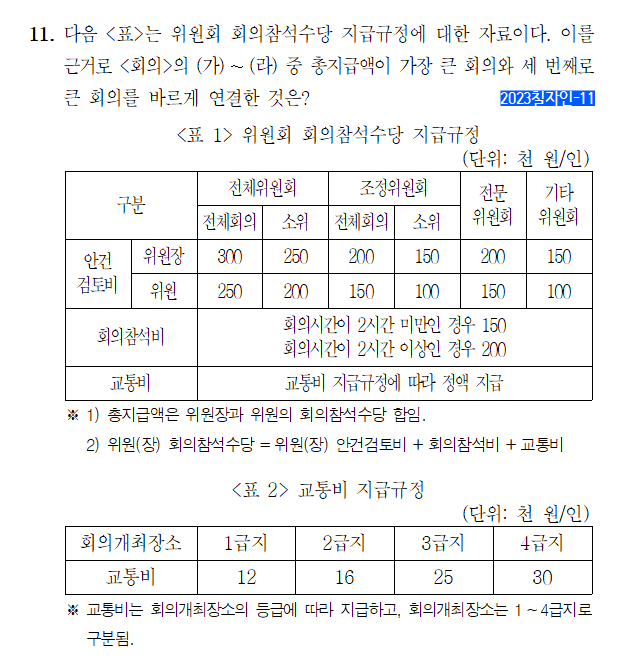 11. 다음 <표>는 위원회 회의참석수당 지급규정에 대한 자료이다. 이를
근거로 <회의>의 (가) ~ (라) 중 총지급액이 가장 큰 회의와 세 번째로
큰 회의를 바르게 연결한 것은?
2023칠자인-11
<표 1> 위원회 회의참석수당 지급규정
(단위: 천 원/인)
구분 전체위원회 조정위원회 전문위원회 기타위원회
전체회의 소위 전체회의 소위
안건검토비 위원장 300 250 200 150 200 150
위원 250 200 150 100 150 100
회의참석비 회의시간이 2시간 미만인 경우 150
회의시간이 2시간 이상인 경우 200
교통비 교통비 지급규정에 따라 정액 지급
※ 1) 총지급액은 위원장과 위원의 회의참석수당 합임.
2) 위원(장) 회의참석수당 = 위원(장) 안건검토비 + 회의참석비 + 교통비
<표 2> 교통비 지급규정
(단위: 천 원/인)
회의개최장소 1급지 2급지 3급지 4급지
교통비 12 16 25 30
※ 교통비는 회의개최장소의 등급에 따라 지급하고, 회의개최장소는 1 ~ 4급지로
구분됨.